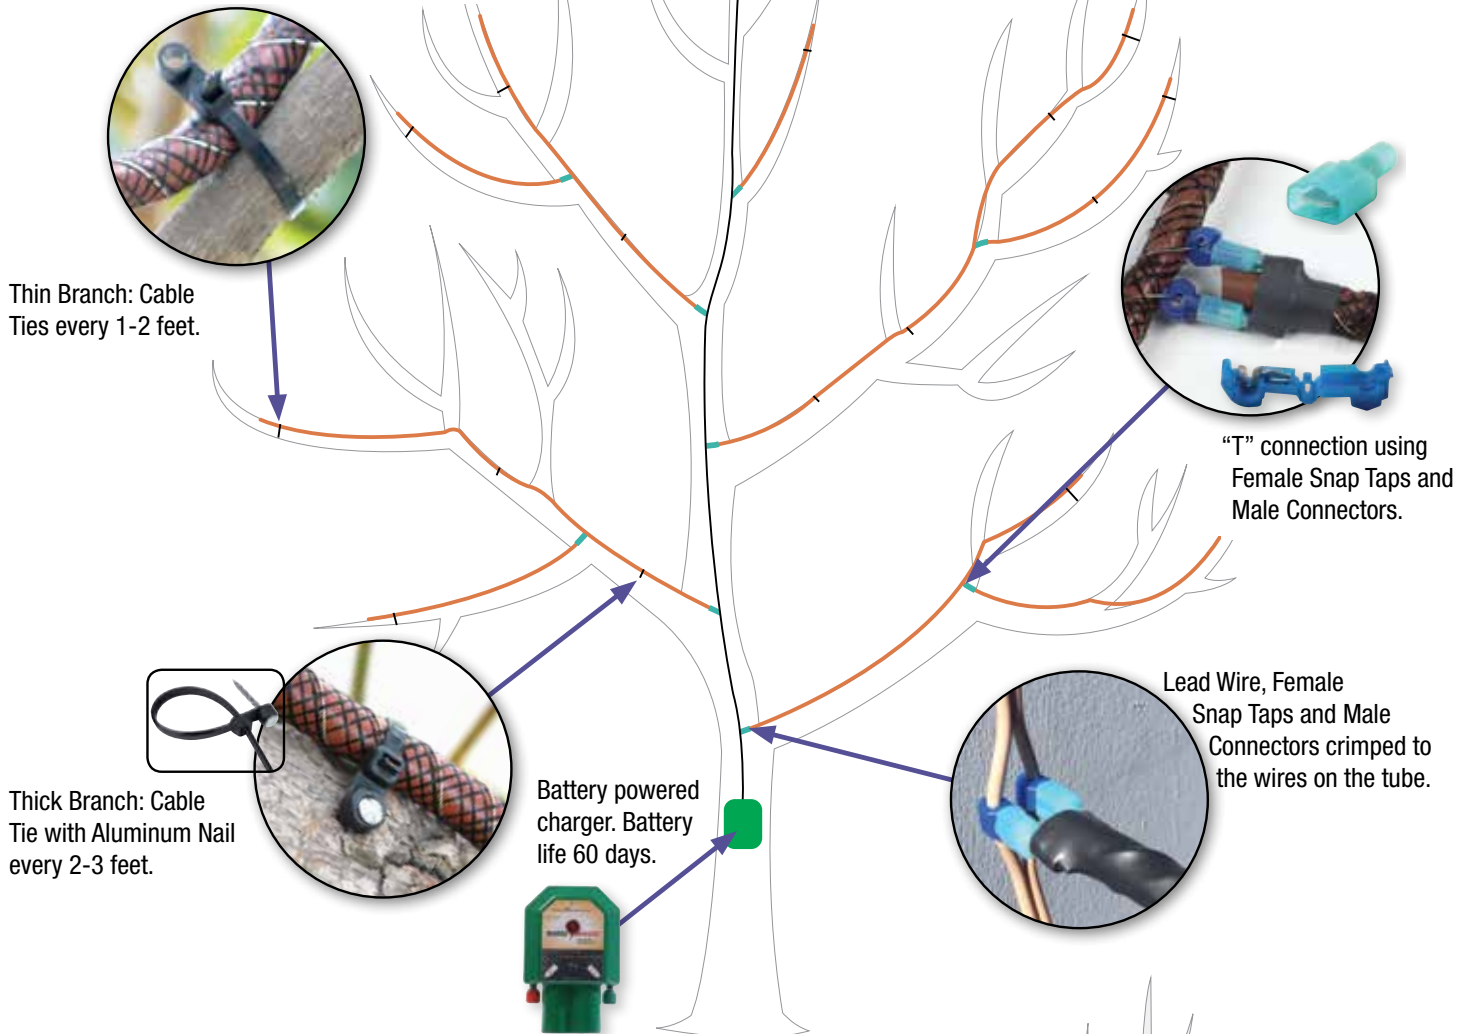 Thin Branch: Cable
Ties every 1-2 feet.
“T” connection using
Female Snap Taps and
Male Connectors.
Lead Wire, Female
Snap Taps and Male
Connectors crimped to
the wires on the tube.
Thick Branch: Cable
Tie with Aluminum Nail
every 2-3 feet.
Battery powered
charger. Battery
life 60 days.